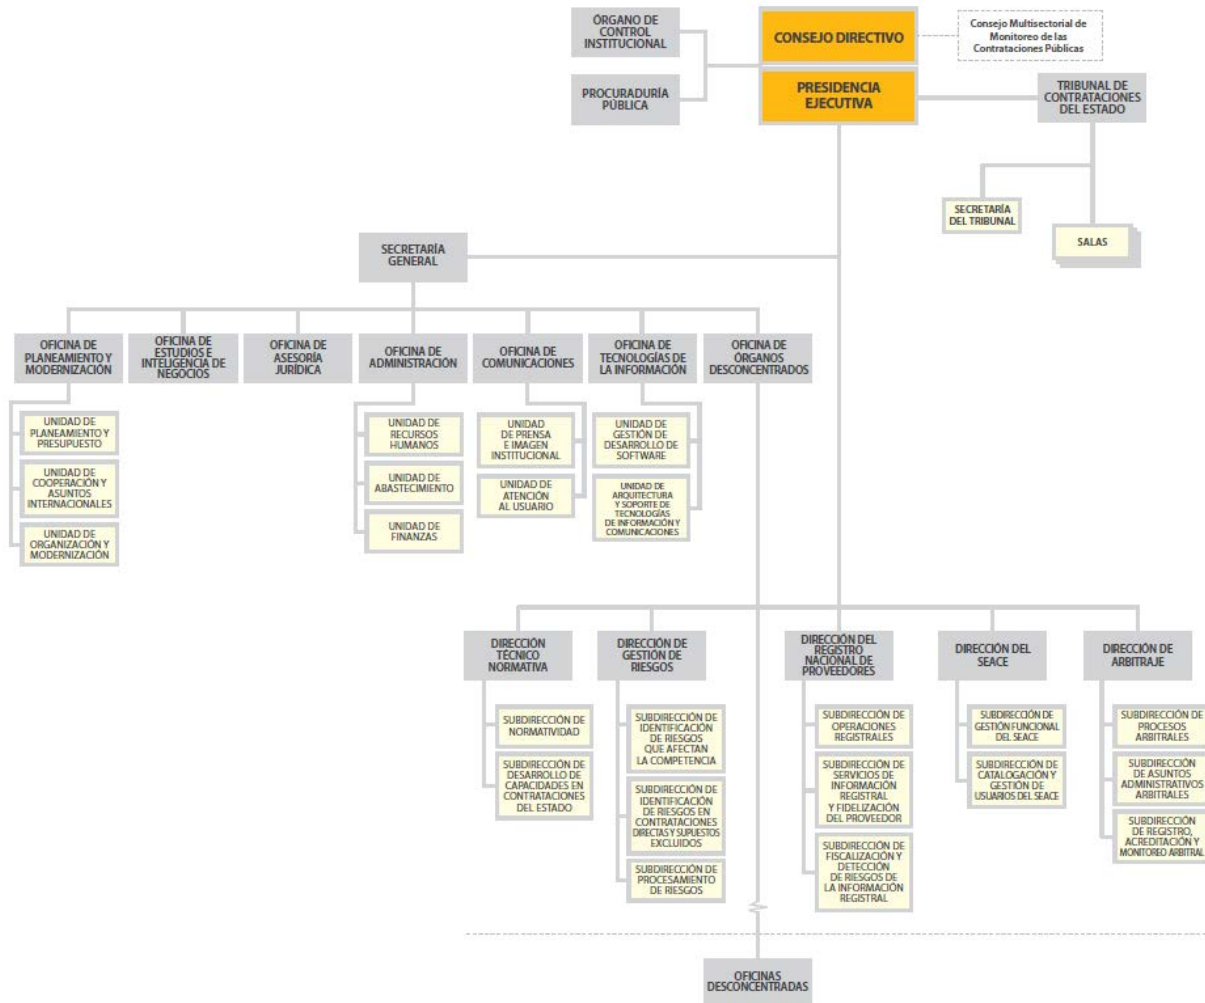 ÓRGANO DE
CONTROL
INSTITUCIONAL
PROCURADURÍA
PÚBLICA
CONSEJO DIRECTIVO
PRESIDENCIA
EJECUTIVA
Consejo Multisectorial de
Monitoreo de las
Contrataciones Públicas
TRIBUNAL DE
CONTRATACIONES
DEL ESTADO
SECRETARÍA
DEL TRIBUNAL
SALAS
SECRETARÍA
GENERAL
OFICINA DE
PLANEAMIENTO Y
MODERNIZACIÓN
OFICINA DE
ESTUDIOS E
INTELIGENCIA DE
NEGOCIOS
OFICINA DE
ASESORÍA
JURÍDICA
OFICINA DE
ADMINISTRACIÓN
OFICINA DE
COMUNICACIONES
OFICINA DE
TECNOLOGÍAS DE
LA INFORMACIÓN
OFICINA DE
ÓRGANOS
DESCONCENTRADOS
UNIDAD DE
PLANEAMIENTO Y
PRESUPUESTO
UNIDAD DE
COOPERACIÓN Y
ASUNTOS
INTERNACIONALES
UNIDAD DE
ORGANIZACIÓN Y
MODERNIZACIÓN
UNIDAD DE
RECURSOS
HUMANOS
UNIDAD DE
ABASTECIMIENTO
UNIDAD DE
FINANZAS
UNIDAD
DE PRENSA
E IMAGEN
INSTITUCIONAL
UNIDAD DE
ATENCIÓN
AL USUARIO
UNIDAD DE
GESTIÓN DE
DESARROLLO DE
SOFTWARE
UNIDAD DE
ARQUITECTURA
Y SOPORTE DE
TECNOLOGÍAS
DE INFORMACIÓN Y
COMUNICACIONES
DIRECCIÓN
TÉCNICO
NORMATIVA
DIRECCIÓN DE
GESTIÓN DE
RIESGOS
DIRECCIÓN DEL
REGISTRO
NACIONAL DE
PROVEEDORES
DIRECCIÓN DEL
SEACE
DIRECCIÓN DE
ARBITRAJE
SUBDIRECCIÓN DE
NORMATIVIDAD
SUBDIRECCIÓN DE
DESARROLLO DE
CAPACIDADES EN
CONTRATACIONES
DEL ESTADO
SUBDIRECCIÓN DE
IDENTIFICACIÓN
DE RIESGOS
QUE AFECTAN
LA COMPETENCIA
SUBDIRECCIÓN DE
IDENTIFICACIÓN
DE RIESGOS EN
CONTRATACIONES
DIRECTAS Y SUPUESTOS
EXCLUIDOS
SUBDIRECCIÓN DE
PROCESAMIENTO
DE RIESGOS
SUBDIRECCIÓN DE
OPERACIONES
REGISTRALES
SUBDIRECCIÓN DE
SERVICIOS DE
INFORMACIÓN
REGISTRAL
Y FIDELIZACIÓN
DEL PROVEEDOR
SUBDIRECCIÓN DE
FISCALIZACIÓN Y
DETECCIÓN
DE RIESGOS DE
LA INFORMACIÓN
REGISTRAL
SUBDIRECCIÓN DE
GESTIÓN FUNCIONAL
DEL SEACE
SUBDIRECCIÓN DE
CATALOGACIÓN Y
GESTIÓN DE
USUARIOS DEL SEACE
SUBDIRECCIÓN DE
PROCESOS
ARBITRALES
SUBDIRECCIÓN
DE ASUNTOS
ADMINISTRATIVOS
ARBITRALES
SUBDIRECCIÓN
DE REGISTRO,
ACREDITACIÓN Y
MONITOREO ARBITRAL
OFICINAS
DESCONCENTRADAS